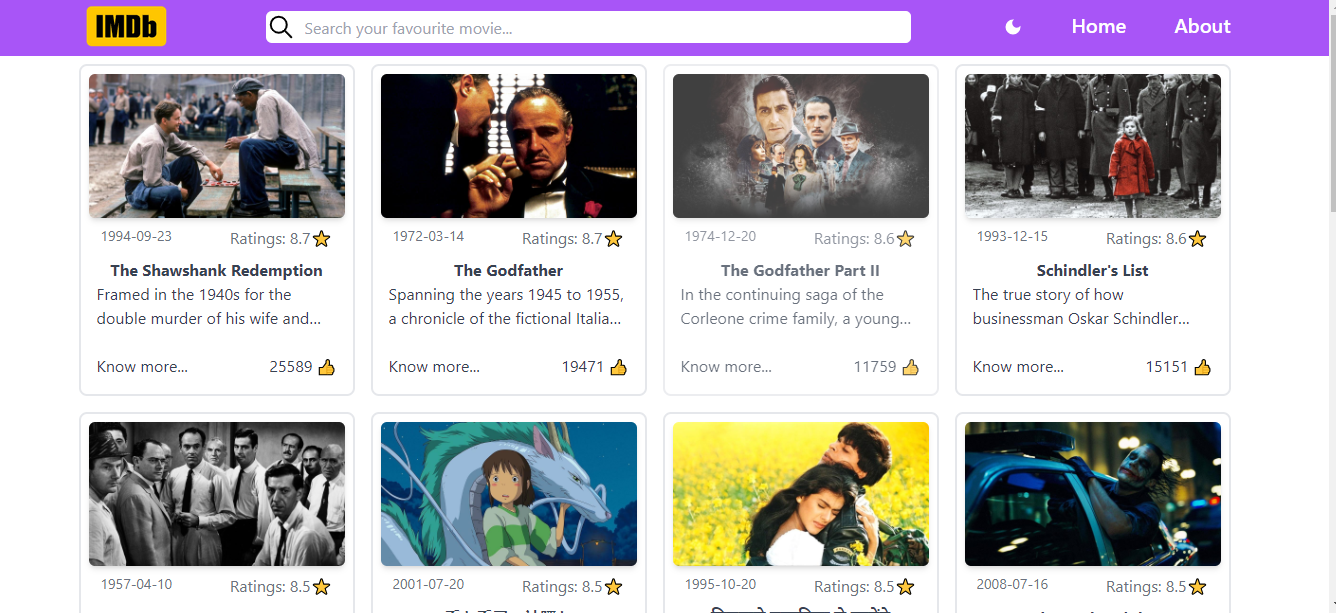 IMDb
Search your favourite movie...
Home
About
1994-09-23
Ratings: 8.7
The Shawshank Redemption
Framed in the 1940s for the
double murder of his wife and...
Know more...
25589
1972-03-14
Ratings: 8.7
The Godfather
Spanning the years 1945 to 1955,
a chronicle of the fictional Italia...
Know more...
19471
1974-12-20
Ratings: 8.6
The Godfather Part II
In the continuing saga of the
Corleone crime family, a young...
Know more...
11759
1993-12-15
Ratings: 8.6
Schindler's List
The true story of how
businessman Oskar Schindler...
Know more...
15151
1957-04-10
Ratings: 8.5
2001-07-20
Ratings: 8.5
1995-10-20
Ratings: 8.5
2008-07-16
Ratings: 8.5